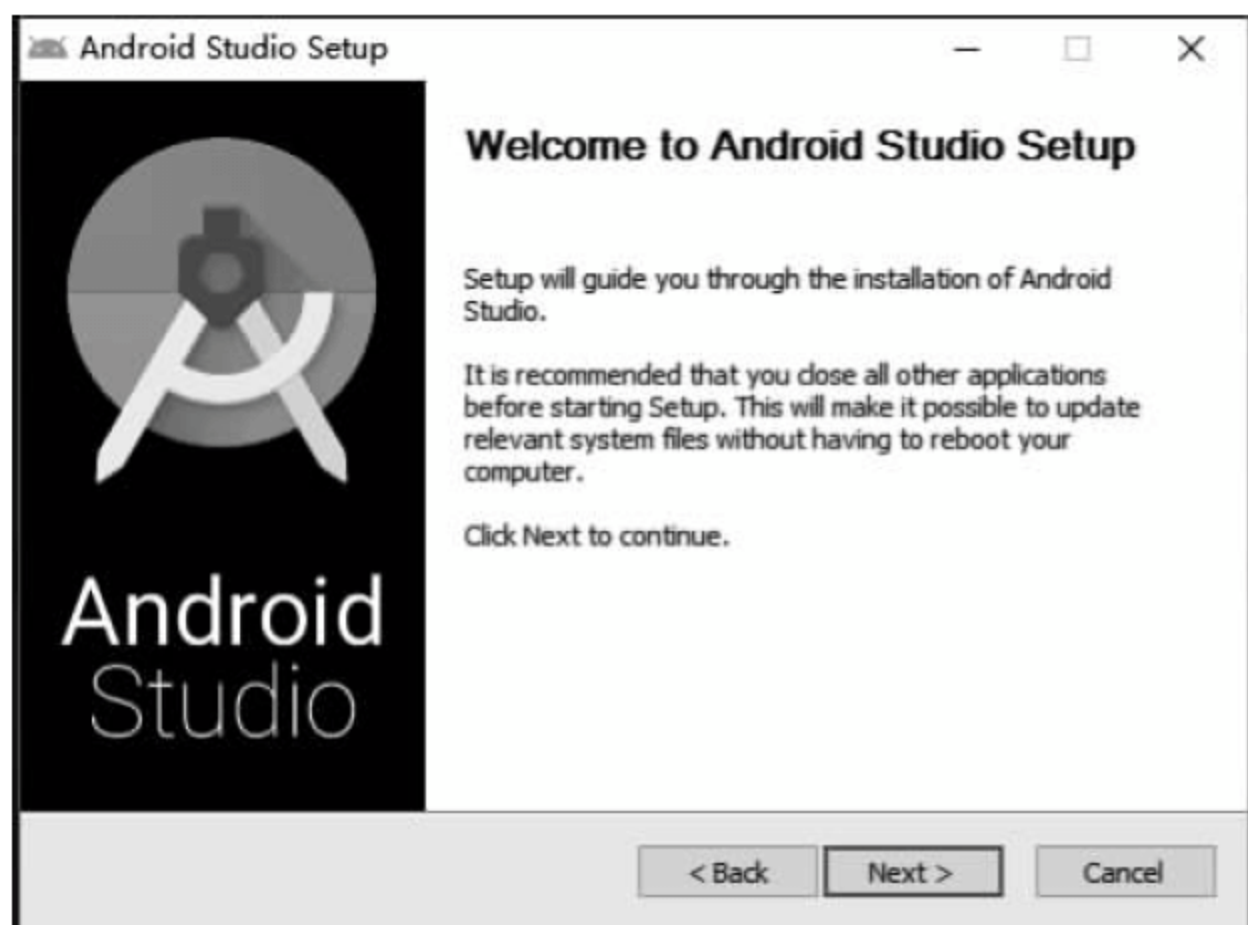 Android Studio Setup
Welcome to Android Studio Setup
Setup will guide you through the installation of Android
Studio.
It is recommended that you close all other applications
before starting Setup. This will make it possible to update
relevant system files without having to reboot your
computer.
Click Next to continue.
Android
Studio
< Back
Next >
Cancel